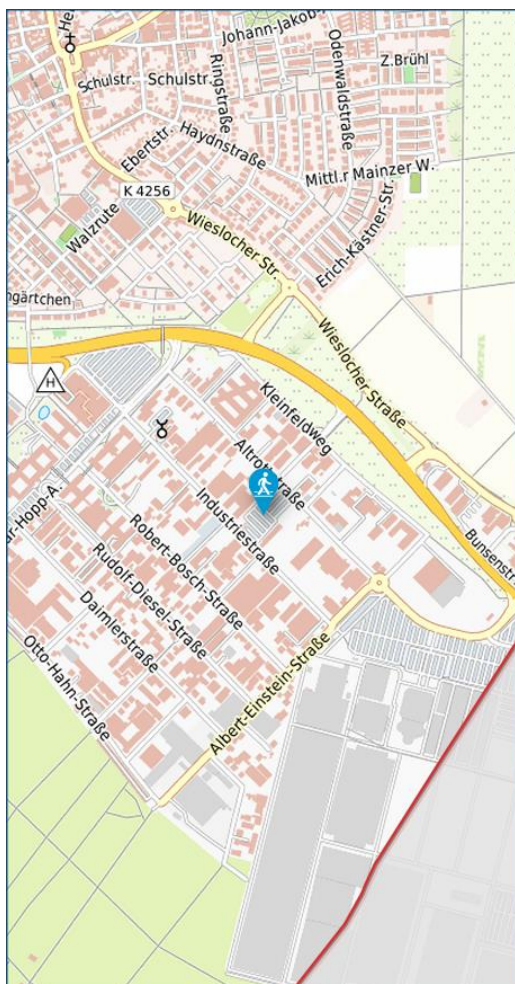 He
Johann-Jakob-
Z.Brühl
Schulstr.
Schulstr.
Ringstraße
Odenwaldstraße
Ebertstr.
Haydnstraße
Mittl.r Mainzer W.
K 4256
Walzrute
Wieslocher Str.
Erich-Kästner-Str.
ngärtchen
Wieslocher Straße
H
Kleinfeldweg
Altrottstraße
ar-Hopp-A.
Industriestraße
Robert-Bosch-Straße
Bunsenstr
Rudolf-Diesel-Straße
Daimlerstraße
Otto-Hahn-Straße
Albert-Einstein-Straße